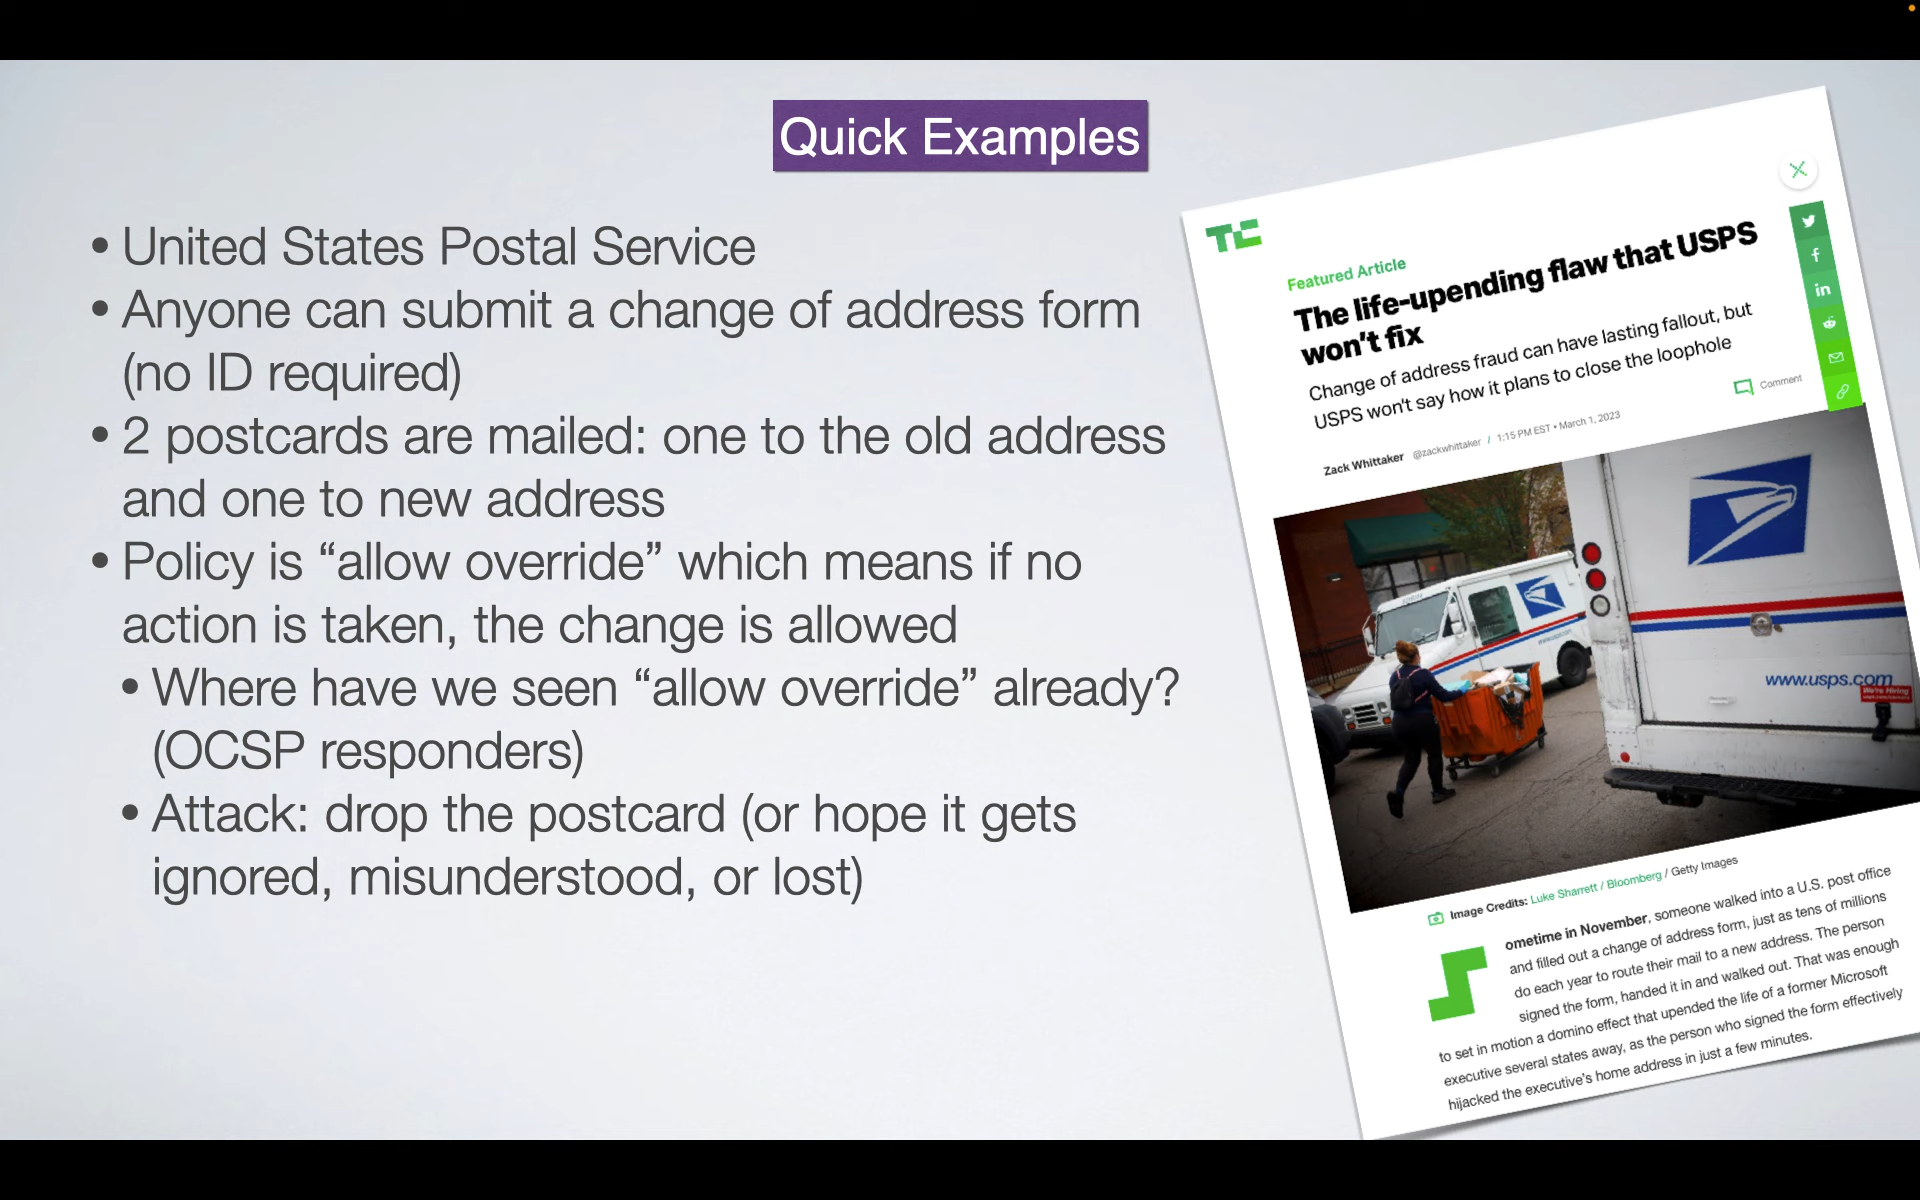 Quick Examples
• United States Postal Service
• Anyone can submit a change of address form
(no ID required)
• 2 postcards are mailed: one to the old address
and one to new address
• Policy is “allow override” which means if no
action is taken, the change is allowed
• Where have we seen “allow override” already?
(OCSP responders)
• Attack: drop the postcard (or hope it gets
ignored, misunderstood, or lost)
TC
Featured Article
The life-upending flaw that USPS
won’t fix
Change of address fraud can have lasting fallout, but
USPS won’t say how it plans to close the loophole
Comment
Zack Whittaker @zackwhittaker / 1:15 PM EST • March 1, 2023
www.usps.com
We're Hiring
Image Credits: Luke Sharrett / Bloomberg / Getty Images
Sometime in November, someone walked into a U.S. post office
and filled out a change of address form, just as tens of millions
do each year to route their mail to a new address. The person
signed the form, handed it in and walked out. That was enough
to set in motion a domino effect that upended the life of a former Microsoft
executive several states away, as the person who signed the form effectively
hijacked the executive’s home address in just a few minutes.